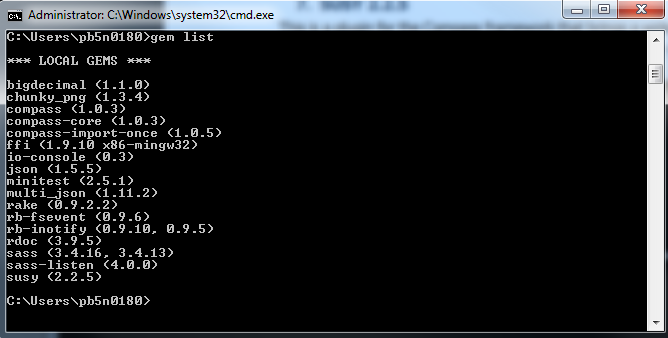 Administrator: C:\Windows\system32\cmd.exe
C:\Users\pb5n0180>gem list
*** LOCAL GEMS ***
bigdecimal (1.1.0)
chunky_png (1.3.4)
compass (1.0.3)
compass-core (1.0.3)
compass-import-once (1.0.5)
ffi (1.9.10 x86-mingw32)
io-console (0.3)
json (1.5.5)
minitest (2.5.1)
multi_json (1.11.2)
rake (0.9.2.2)
rb-fsevent (0.9.6)
rb-inotify (0.9.10, 0.9.5)
rdoc (3.9.5)
sass (3.4.16, 3.4.13)
sass-listen (4.0.0)
susy (2.2.5)
C:\Users\pb5n0180>